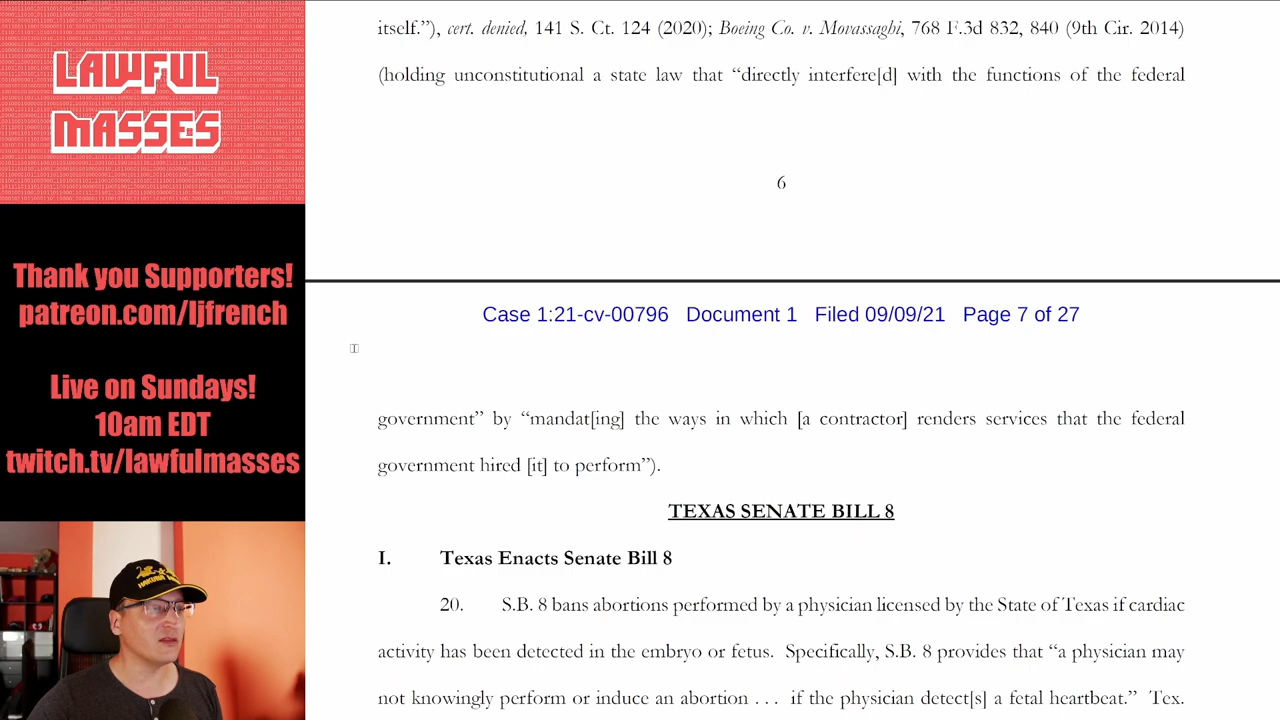 LAWFUL
MASSES
Thank you Supporters!
patreon.com/ljfrench
Live on Sundays!
10am EDT
twitch.tv/lawfulmasses
itself.”), cert. denied, 141 S. Ct. 124 (2020); Boeing Co. v. Movassaghi, 768 F.3d 832, 840 (9th Cir. 2014)
(holding unconstitutional a state law that “directly interfere[d] with the functions of the federal
6
Case 1:21-cv-00796 Document 1 Filed 09/09/21 Page 7 of 27
government” by “mandat[ing] the ways in which [a contractor] renders services that the federal
government hired [it] to perform”).
TEXAS SENATE BILL 8
I. Texas Enacts Senate Bill 8
20. S.B. 8 bans abortions performed by a physician licensed by the State of Texas if cardiac
activity has been detected in the embryo or fetus. Specifically, S.B. 8 provides that “a physician may
not knowingly perform or induce an abortion . . . if the physician detect[s] a fetal heartbeat.” Tex.